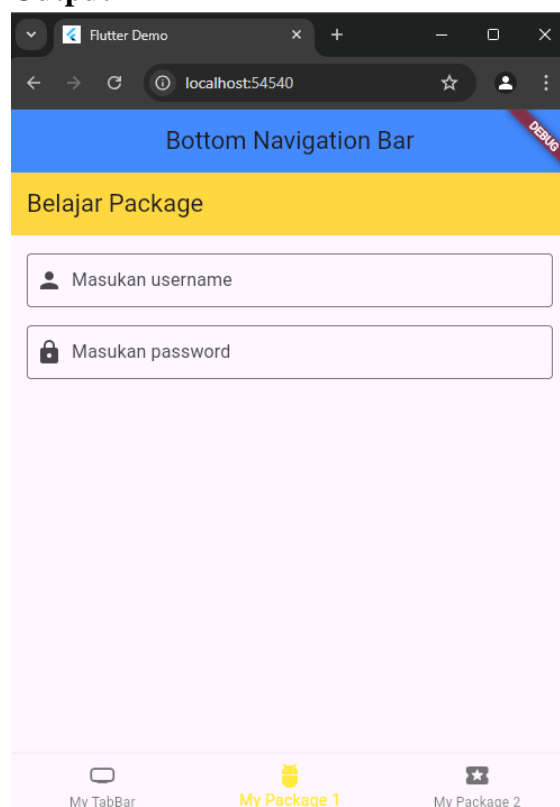 Output
Flutter Demo
localhost:54540
Bottom Navigation Bar
DEBUG
Belajar Package
Masukan username
Masukan password
My TabBar
My Package 1
My Package 2